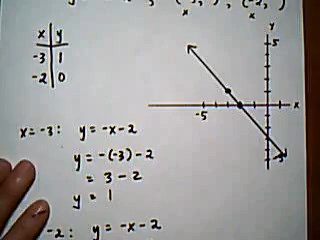 x y
-3 1
-2 0
y
5
x
-5
x = -3: y = -x - 2
y = -(-3) - 2
= 3 - 2
y = 1
-2: y = -x - 2